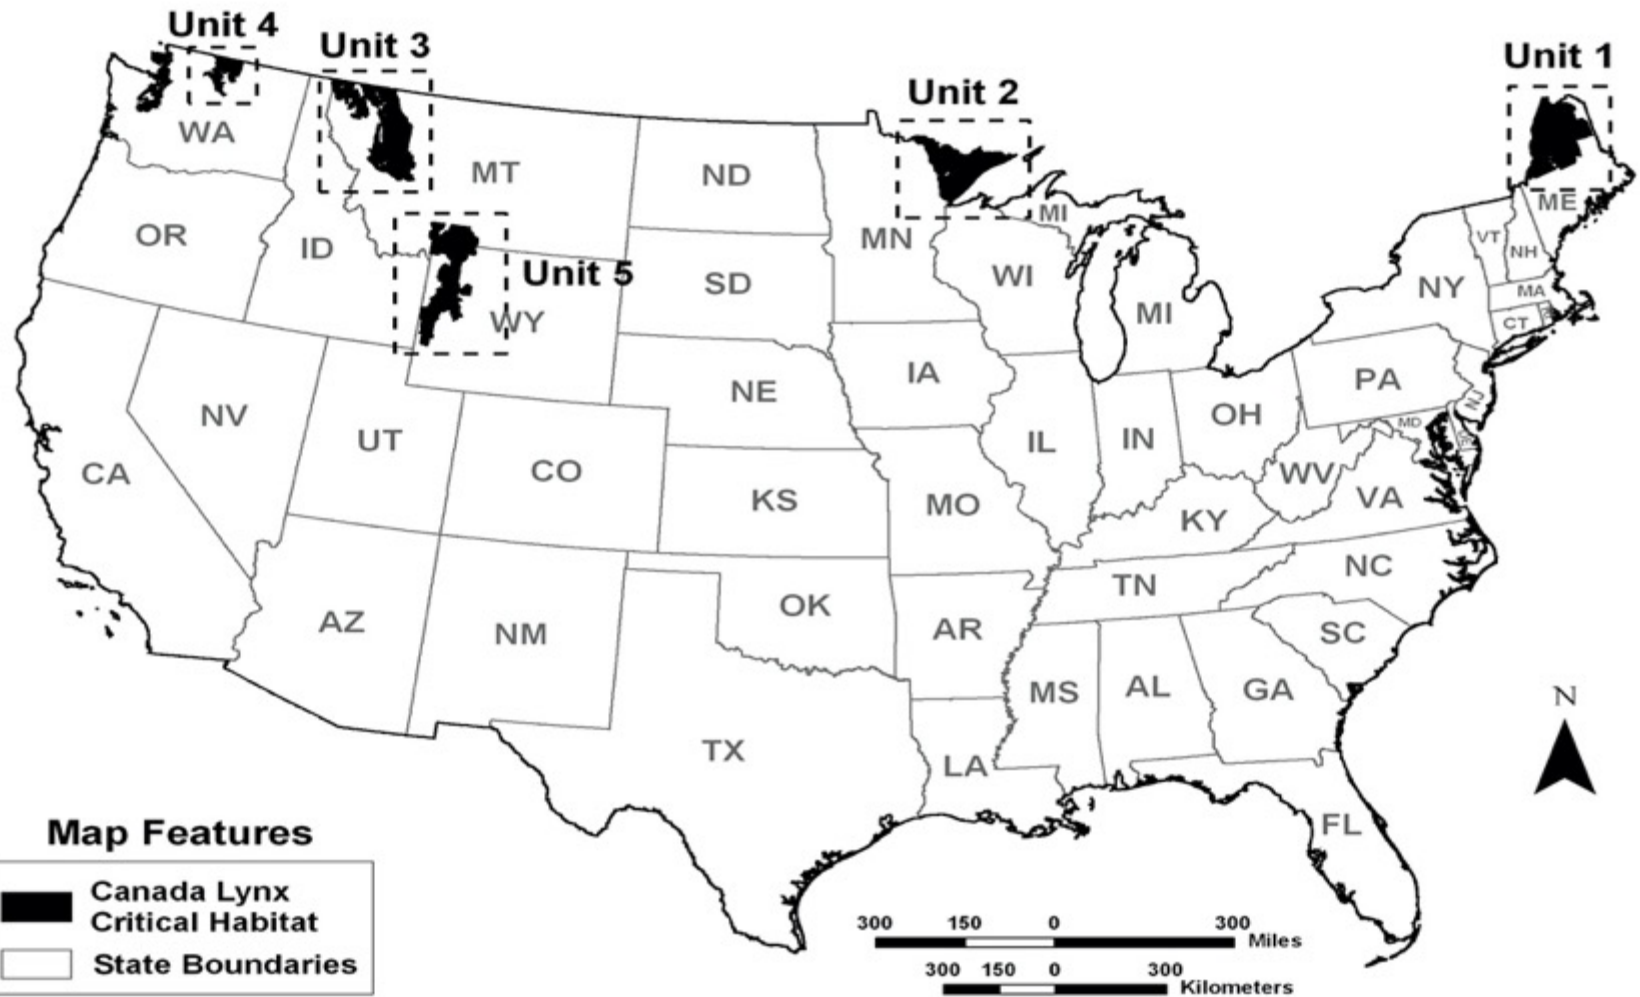 Unit 4
Unit 3
Unit 1
Unit 2
WA
MT
ND
ME
OR
ID
MN
MI
VT
NH
Unit 5
SD
WI
NY
MA
WY
MI
CT
IA
PA
NE
NJ
NV
OH
MD
UT
IL
IN
CA
CO
WV
KS
MO
VA
KY
NC
TN
OK
AZ
NM
AR
SC
MS
AL
GA
N
TX
LA
FL
Map Features
Canada Lynx
Critical Habitat
State Boundaries
300 150 0 300
Miles
300 150 0 300
Kilometers